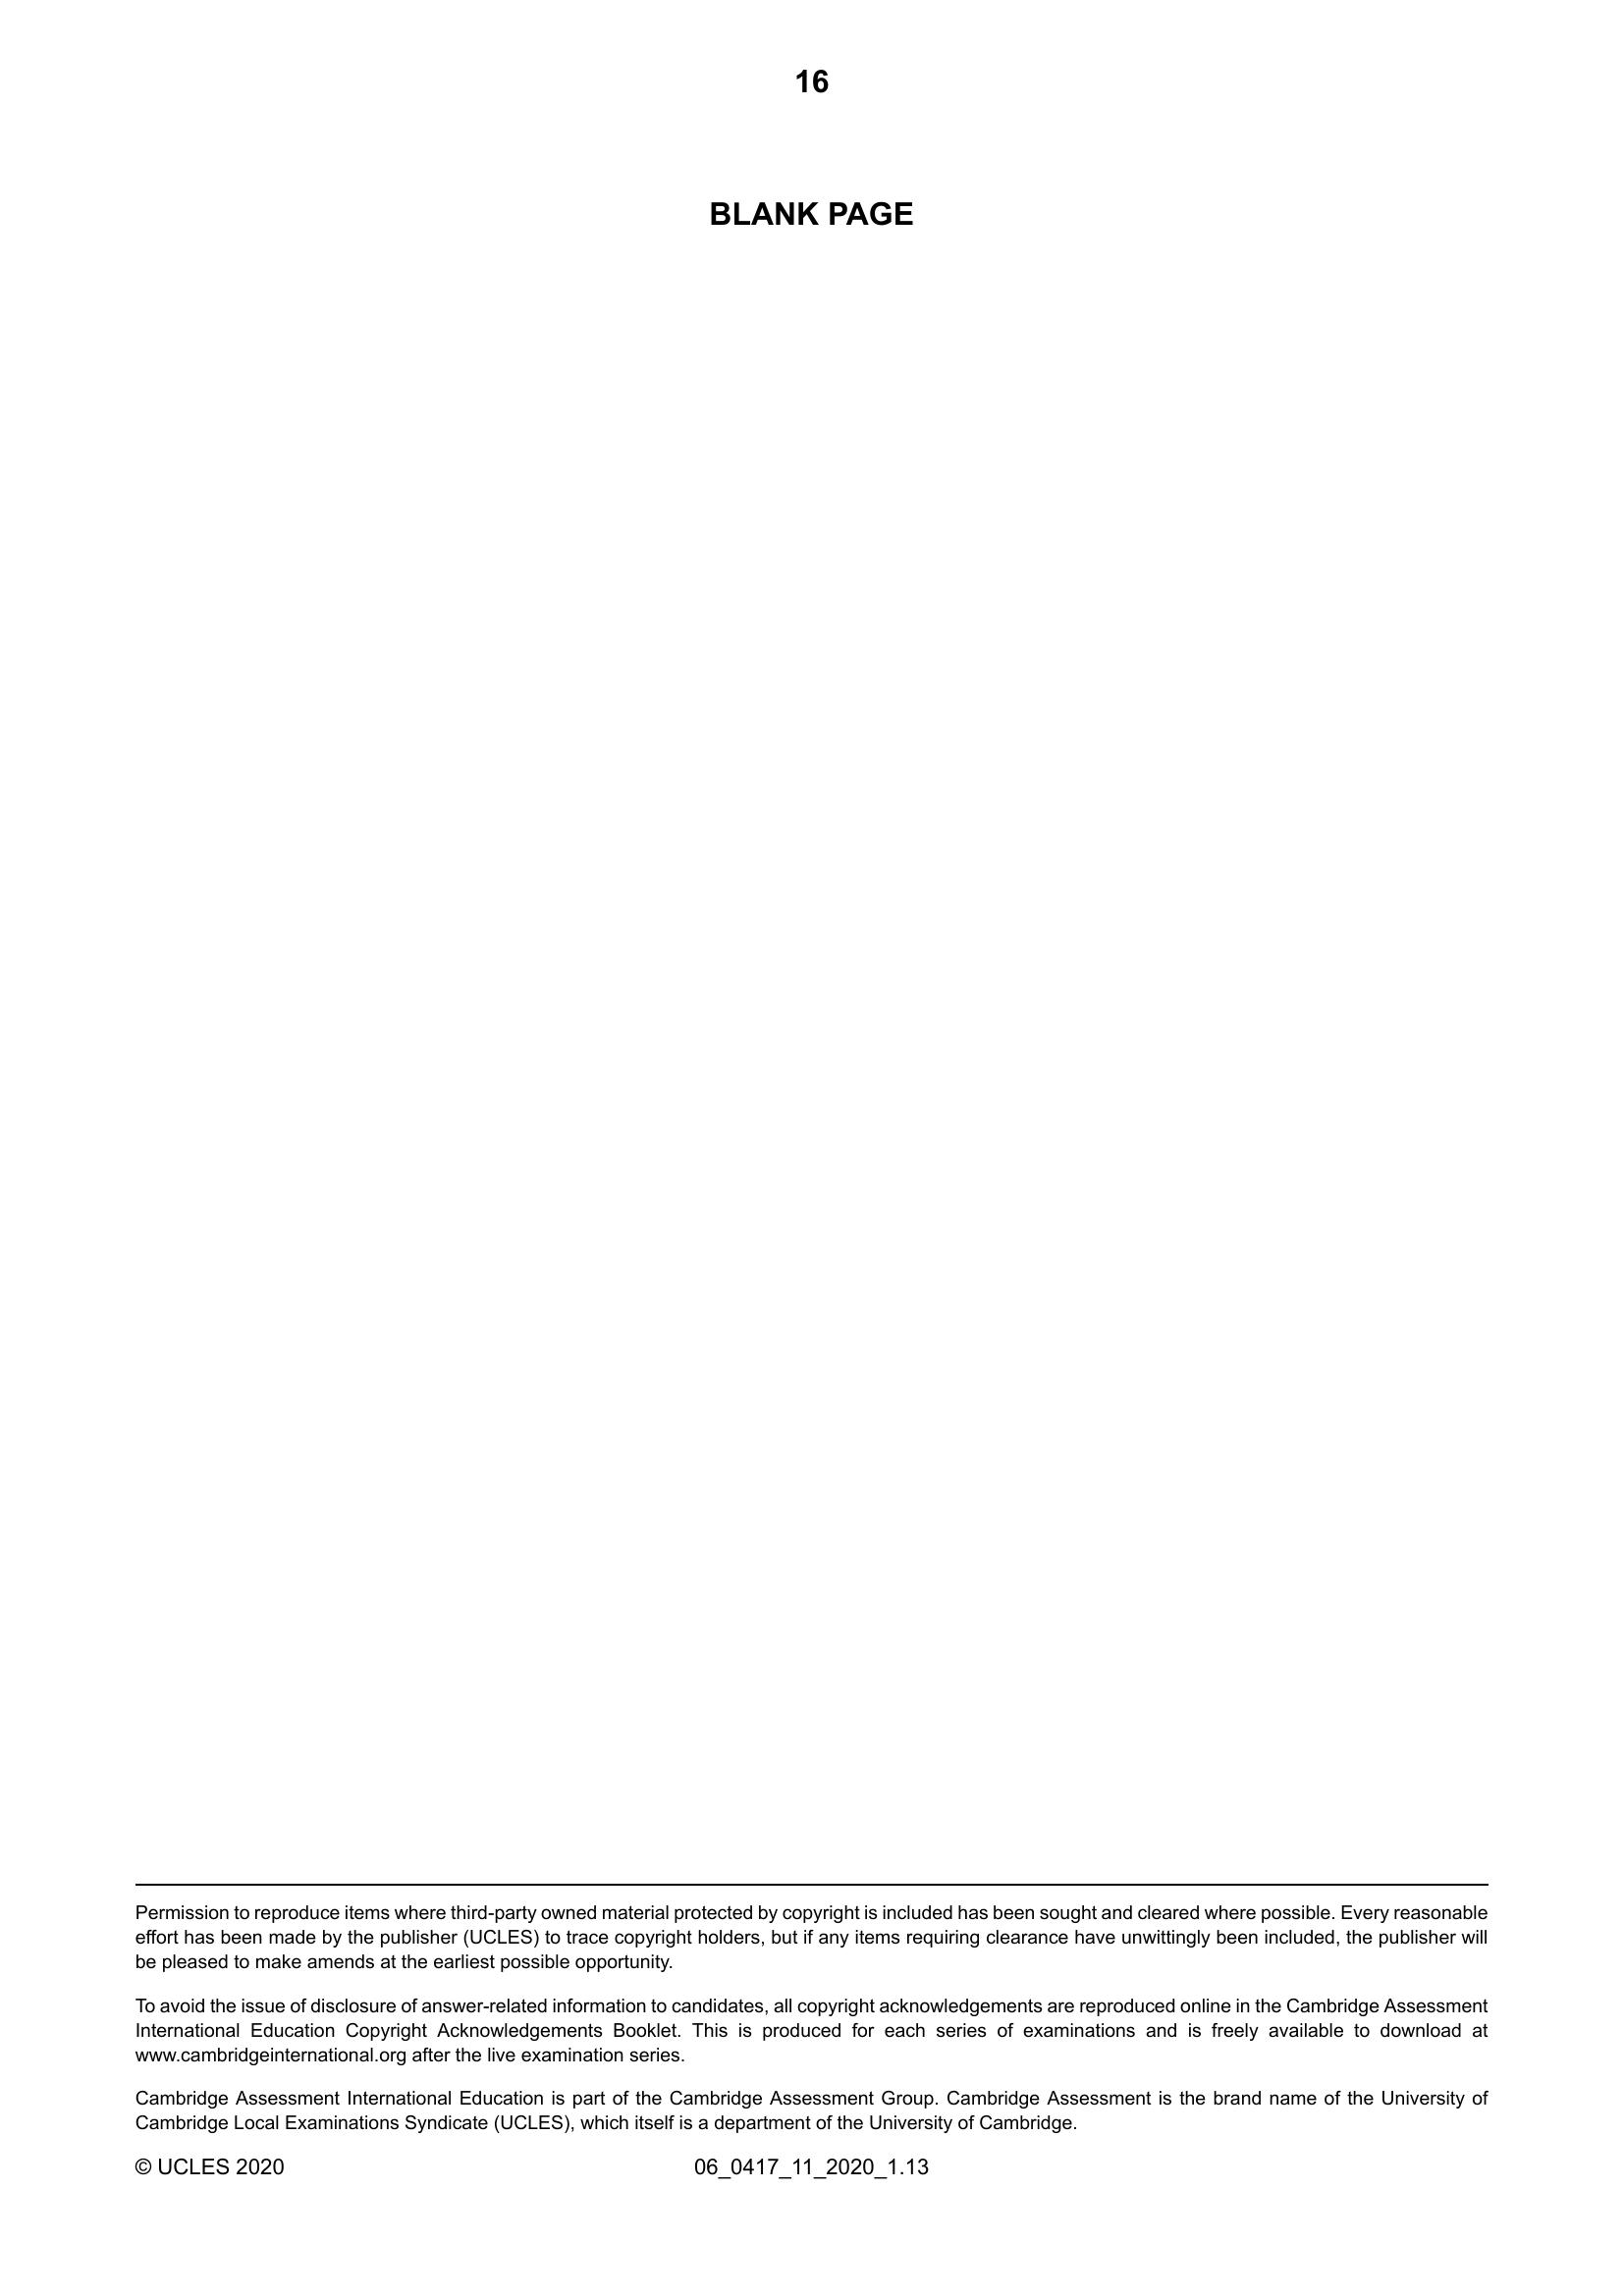 16
BLANK PAGE
Permission to reproduce items where third-party owned material protected by copyright is included has been sought and cleared where possible. Every reasonable
effort has been made by the publisher (UCLES) to trace copyright holders, but if any items requiring clearance have unwittingly been included, the publisher will
be pleased to make amends at the earliest possible opportunity.
To avoid the issue of disclosure of answer-related information to candidates, all copyright acknowledgements are reproduced online in the Cambridge Assessment
International Education Copyright Acknowledgements Booklet. This is produced for each series of examinations and is freely available to download at
www.cambridgeinternational.org after the live examination series.
Cambridge Assessment International Education is part of the Cambridge Assessment Group. Cambridge Assessment is the brand name of the University of
Cambridge Local Examinations Syndicate (UCLES), which itself is a department of the University of Cambridge.
© UCLES 2020 06_0417_11_2020_1.13